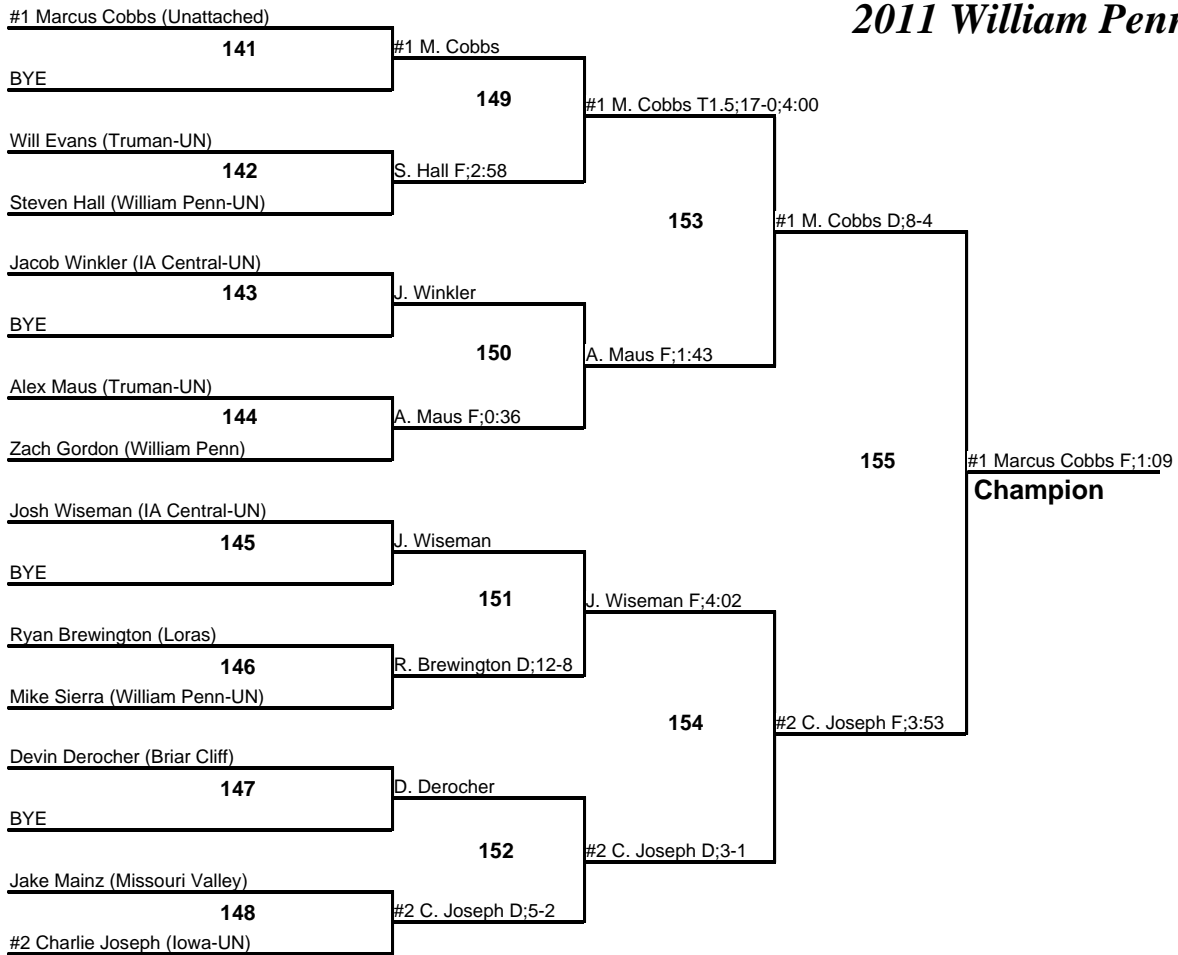 2011 William Penn
#1 Marcus Cobbs (Unattached)
141
BYE
#1 M. Cobbs
149
#1 M. Cobbs T1.5;17-0;4:00
Will Evans (Truman-UN)
142
Steven Hall (William Penn-UN)
S. Hall F;2:58
153
#1 M. Cobbs D;8-4
Jacob Winkler (IA Central-UN)
143
BYE
J. Winkler
150
A. Maus F;1:43
Alex Maus (Truman-UN)
144
Zach Gordon (William Penn)
A. Maus F;0:36
155
#1 Marcus Cobbs F;1:09
Champion
Josh Wiseman (IA Central-UN)
145
BYE
J. Wiseman
151
J. Wiseman F;4:02
Ryan Brewington (Loras)
146
Mike Sierra (William Penn-UN)
R. Brewington D;12-8
154
#2 C. Joseph F;3:53
Devin Derocher (Briar Cliff)
147
BYE
D. Derocher
152
#2 C. Joseph D;3-1
Jake Mainz (Missouri Valley)
148
#2 Charlie Joseph (Iowa-UN)
#2 C. Joseph D;5-2